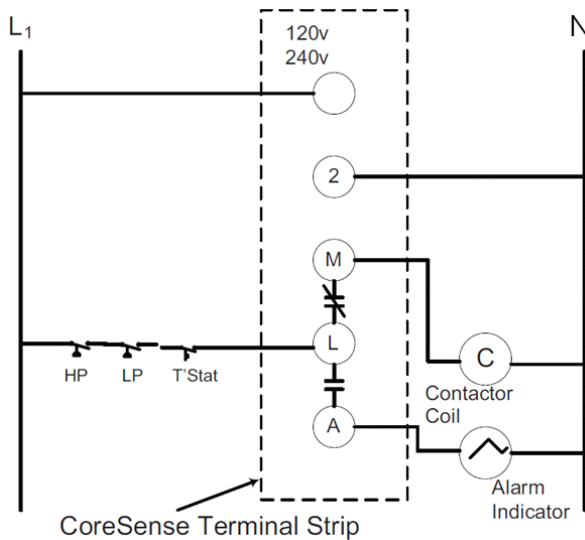 L1
N
120v
240v
2
M
L
HP
LP
T'Stat
C
Contactor
Coil
A
Alarm
Indicator
CoreSense Terminal Strip